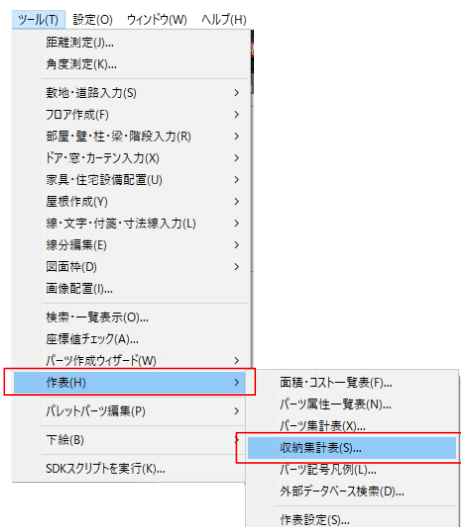 ツール(T) 設定(O) ウィンドウ(W) ヘルプ(H)
距離測定(J)...
角度測定(K)...
敷地・道路入力(S)
フロア作成(F)
部屋・壁・柱・梁・階段入力(R)
ドア・窓・カーテン入力(X)
家具・住宅設備配置(U)
屋根作成(Y)
線・文字・付箋・寸法線入力(L)
線分編集(E)
図面枠(D)
画像配置(I)...
検索・一覧表示(O)...
座標値チェック(A)...
パーツ作成ウィザード(W)
作表(H)
パレットパーツ編集(P)
下絵(B)
SDKスクリプトを実行(K)...
面積・コスト一覧表(F)...
パーツ属性一覧表(N)...
パーツ集計表(X)...
収納集計表(S)...
パーツ記号凡例(L)...
外部データベース検索(D)...
作表設定(S)...